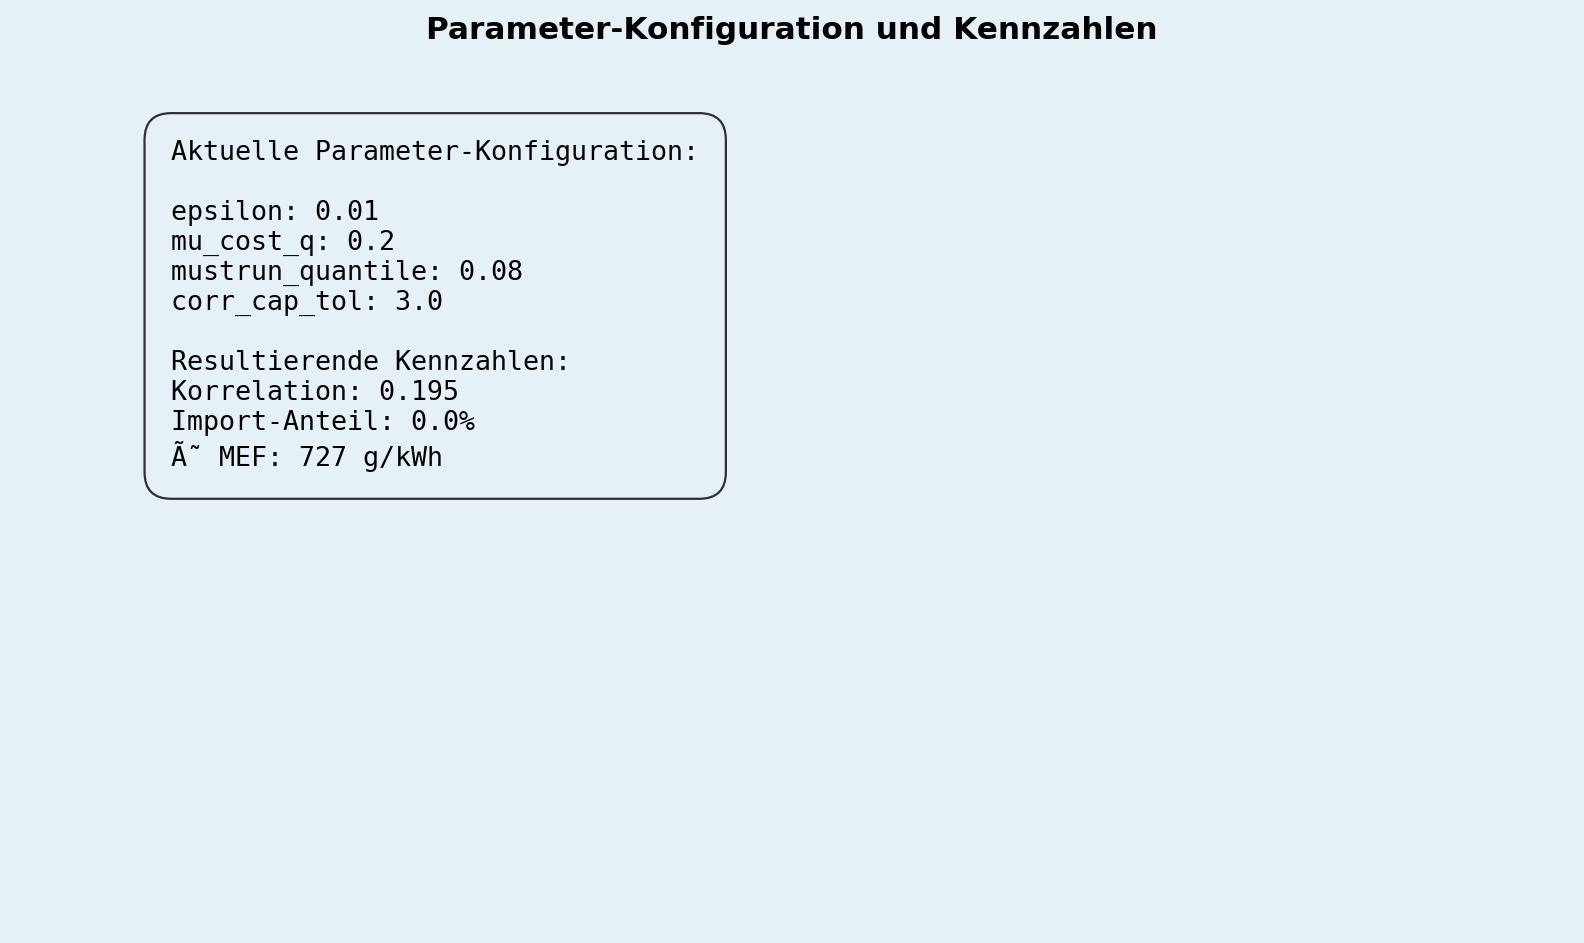 Parameter-Konfiguration und Kennzahlen
Aktuelle Parameter-Konfiguration:
epsilon: 0.01
mu_cost_q: 0.2
mustrun_quantile: 0.08
corr_cap_tol: 3.0
Resultierende Kennzahlen:
Korrelation: 0.195
Import-Anteil: 0.0%
Ã˜ MEF: 727 g/kWh